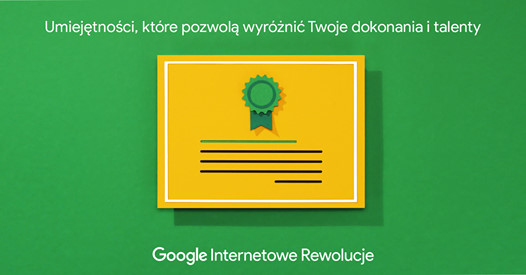 Umiejętności, które pozwolą wyróżnić Twoje dokonania i talenty
Google Internetowe Rewolucje